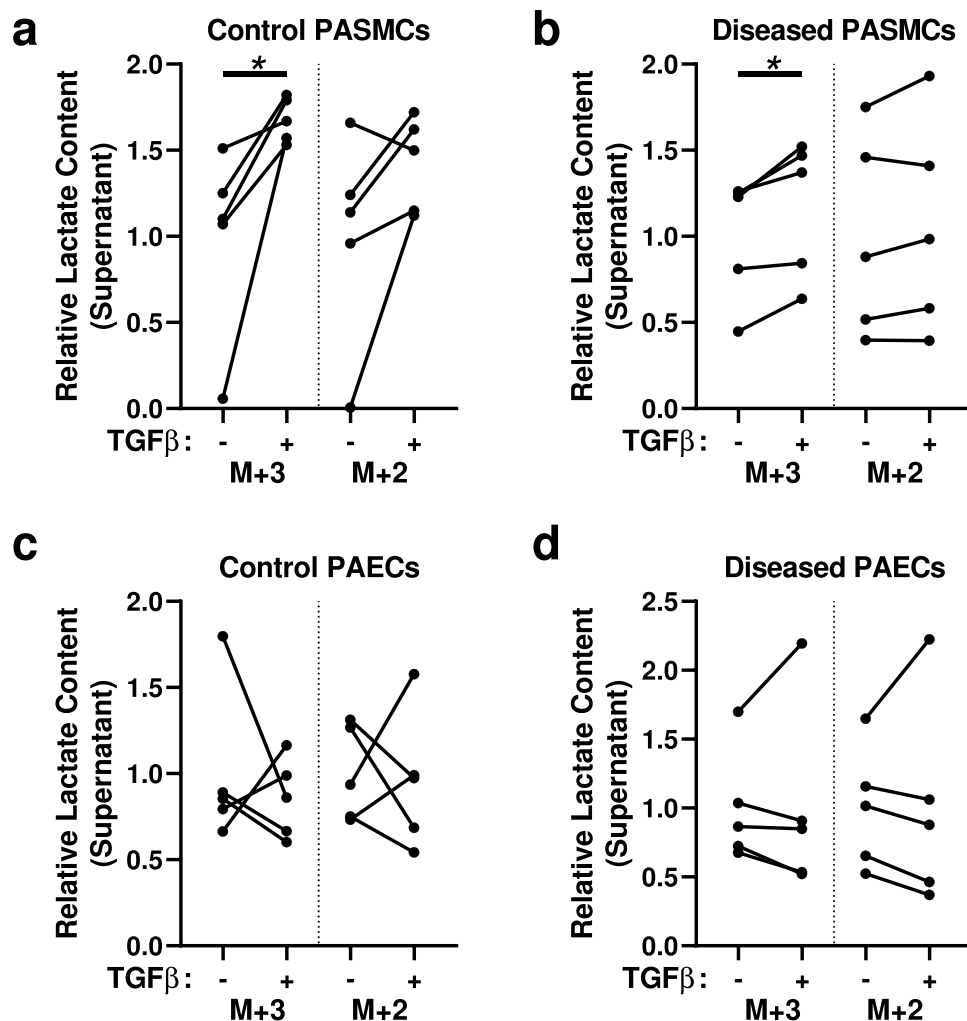 a
Control PASMCs
Relative Lactate Content
(Supernatant)
2.0
1.5
1.0
0.5
0.0
*
TGFβ: - + - +
M+3 M+2
b
Diseased PASMCs
Relative Lactate Content
(Supernatant)
2.0
1.5
1.0
0.5
0.0
*
TGFβ: - + - +
M+3 M+2
c
Control PAECs
Relative Lactate Content
(Supernatant)
2.0
1.5
1.0
0.5
0.0
TGFβ: - + - +
M+3 M+2
d
Diseased PAECs
Relative Lactate Content
(Supernatant)
2.5
2.0
1.5
1.0
0.5
0.0
TGFβ: - + - +
M+3 M+2